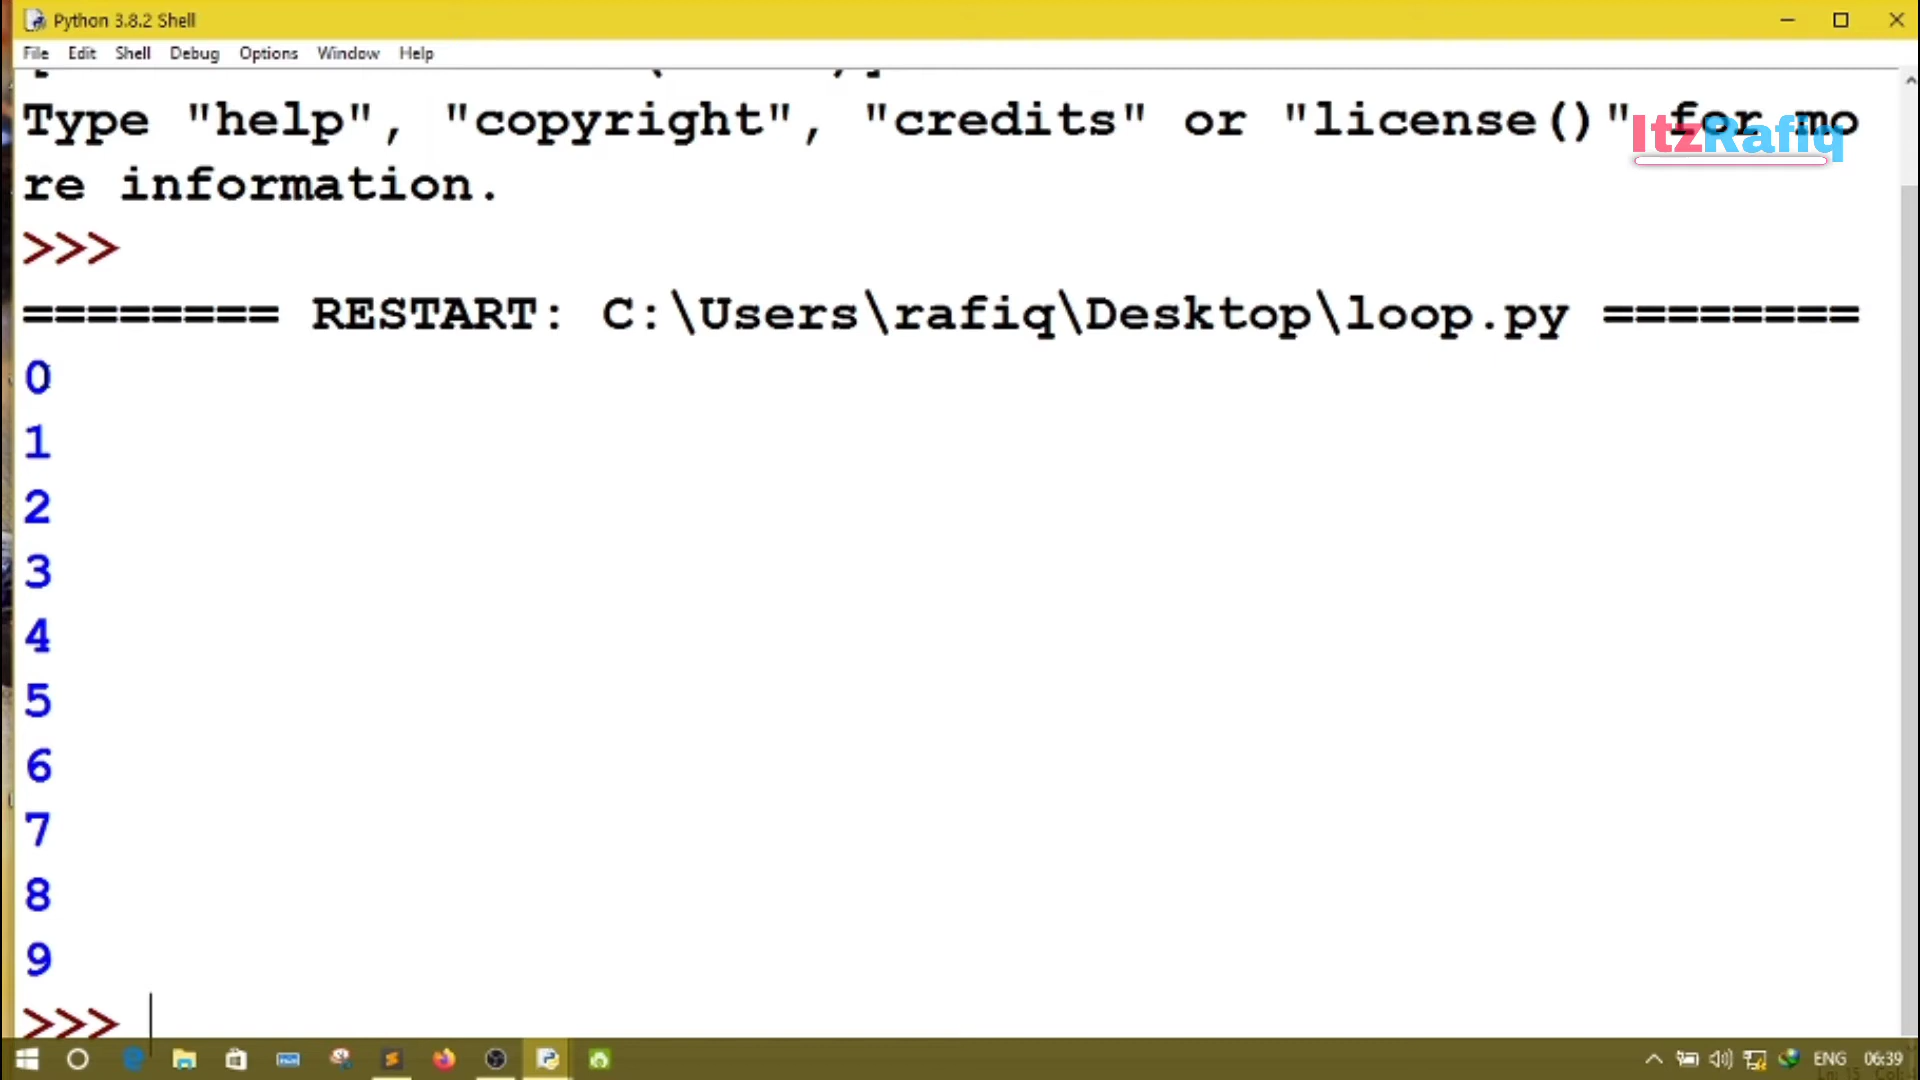 Python 3.8.2 Shell
File Edit Shell Debug Options Window Help
Type "help", "copyright", "credits" or "license()" for mo
re information.
ItzRafiq
>>>
======== RESTART: C:\Users\rafiq\Desktop\loop.py ========
0
1
2
3
4
5
6
7
8
9
>>>
ENG 06:39